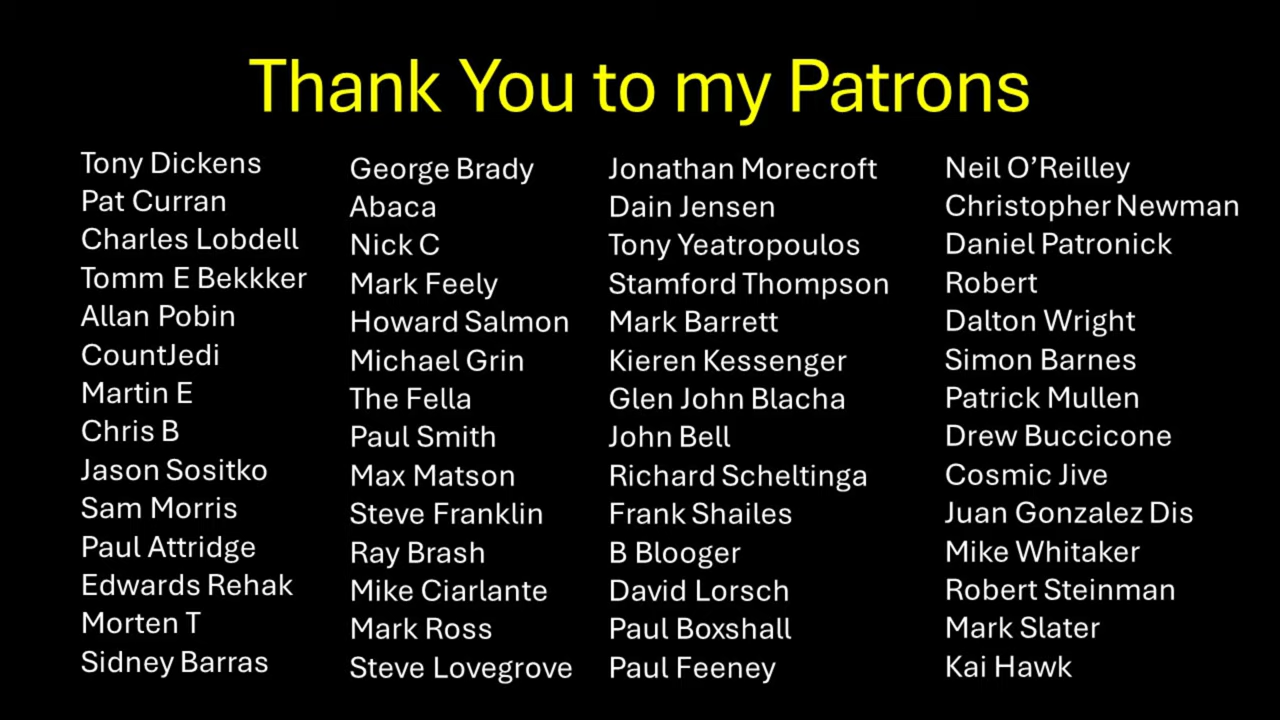 Thank You to my Patrons
Tony Dickens
Pat Curran
Charles Lobdell
Tomm E Bekkker
Allan Pobin
CountJedi
Martin E
Chris B
Jason Sositko
Sam Morris
Paul Attridge
Edwards Rehak
Morten T
Sidney Barras
George Brady
Abaca
Nick C
Mark Feely
Howard Salmon
Michael Grin
The Fella
Paul Smith
Max Matson
Steve Franklin
Ray Brash
Mike Ciarlante
Mark Ross
Steve Lovegrove
Jonathan Morecroft
Dain Jensen
Tony Yeatropoulos
Stamford Thompson
Mark Barrett
Kieren Kessenger
Glen John Blacha
John Bell
Richard Scheltinga
Frank Shailes
B Blooger
David Lorsch
Paul Boxshall
Paul Feeney
Neil O’Reilley
Christopher Newman
Daniel Patronick
Robert
Dalton Wright
Simon Barnes
Patrick Mullen
Drew Buccicone
Cosmic Jive
Juan Gonzalez Dis
Mike Whitaker
Robert Steinman
Mark Slater
Kai Hawk